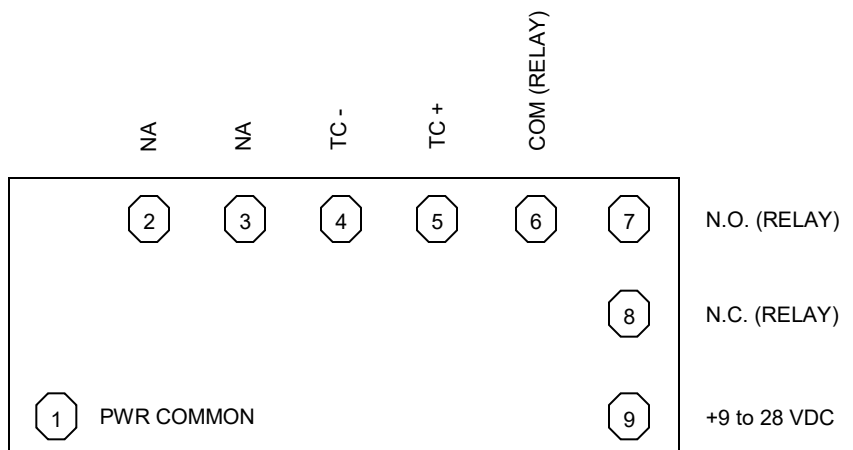 NA
NA
TC -
TC +
COM (RELAY)
2
3
4
5
6
7
N.O. (RELAY)
8
N.C. (RELAY)
1
PWR COMMON
9
+9 to 28 VDC